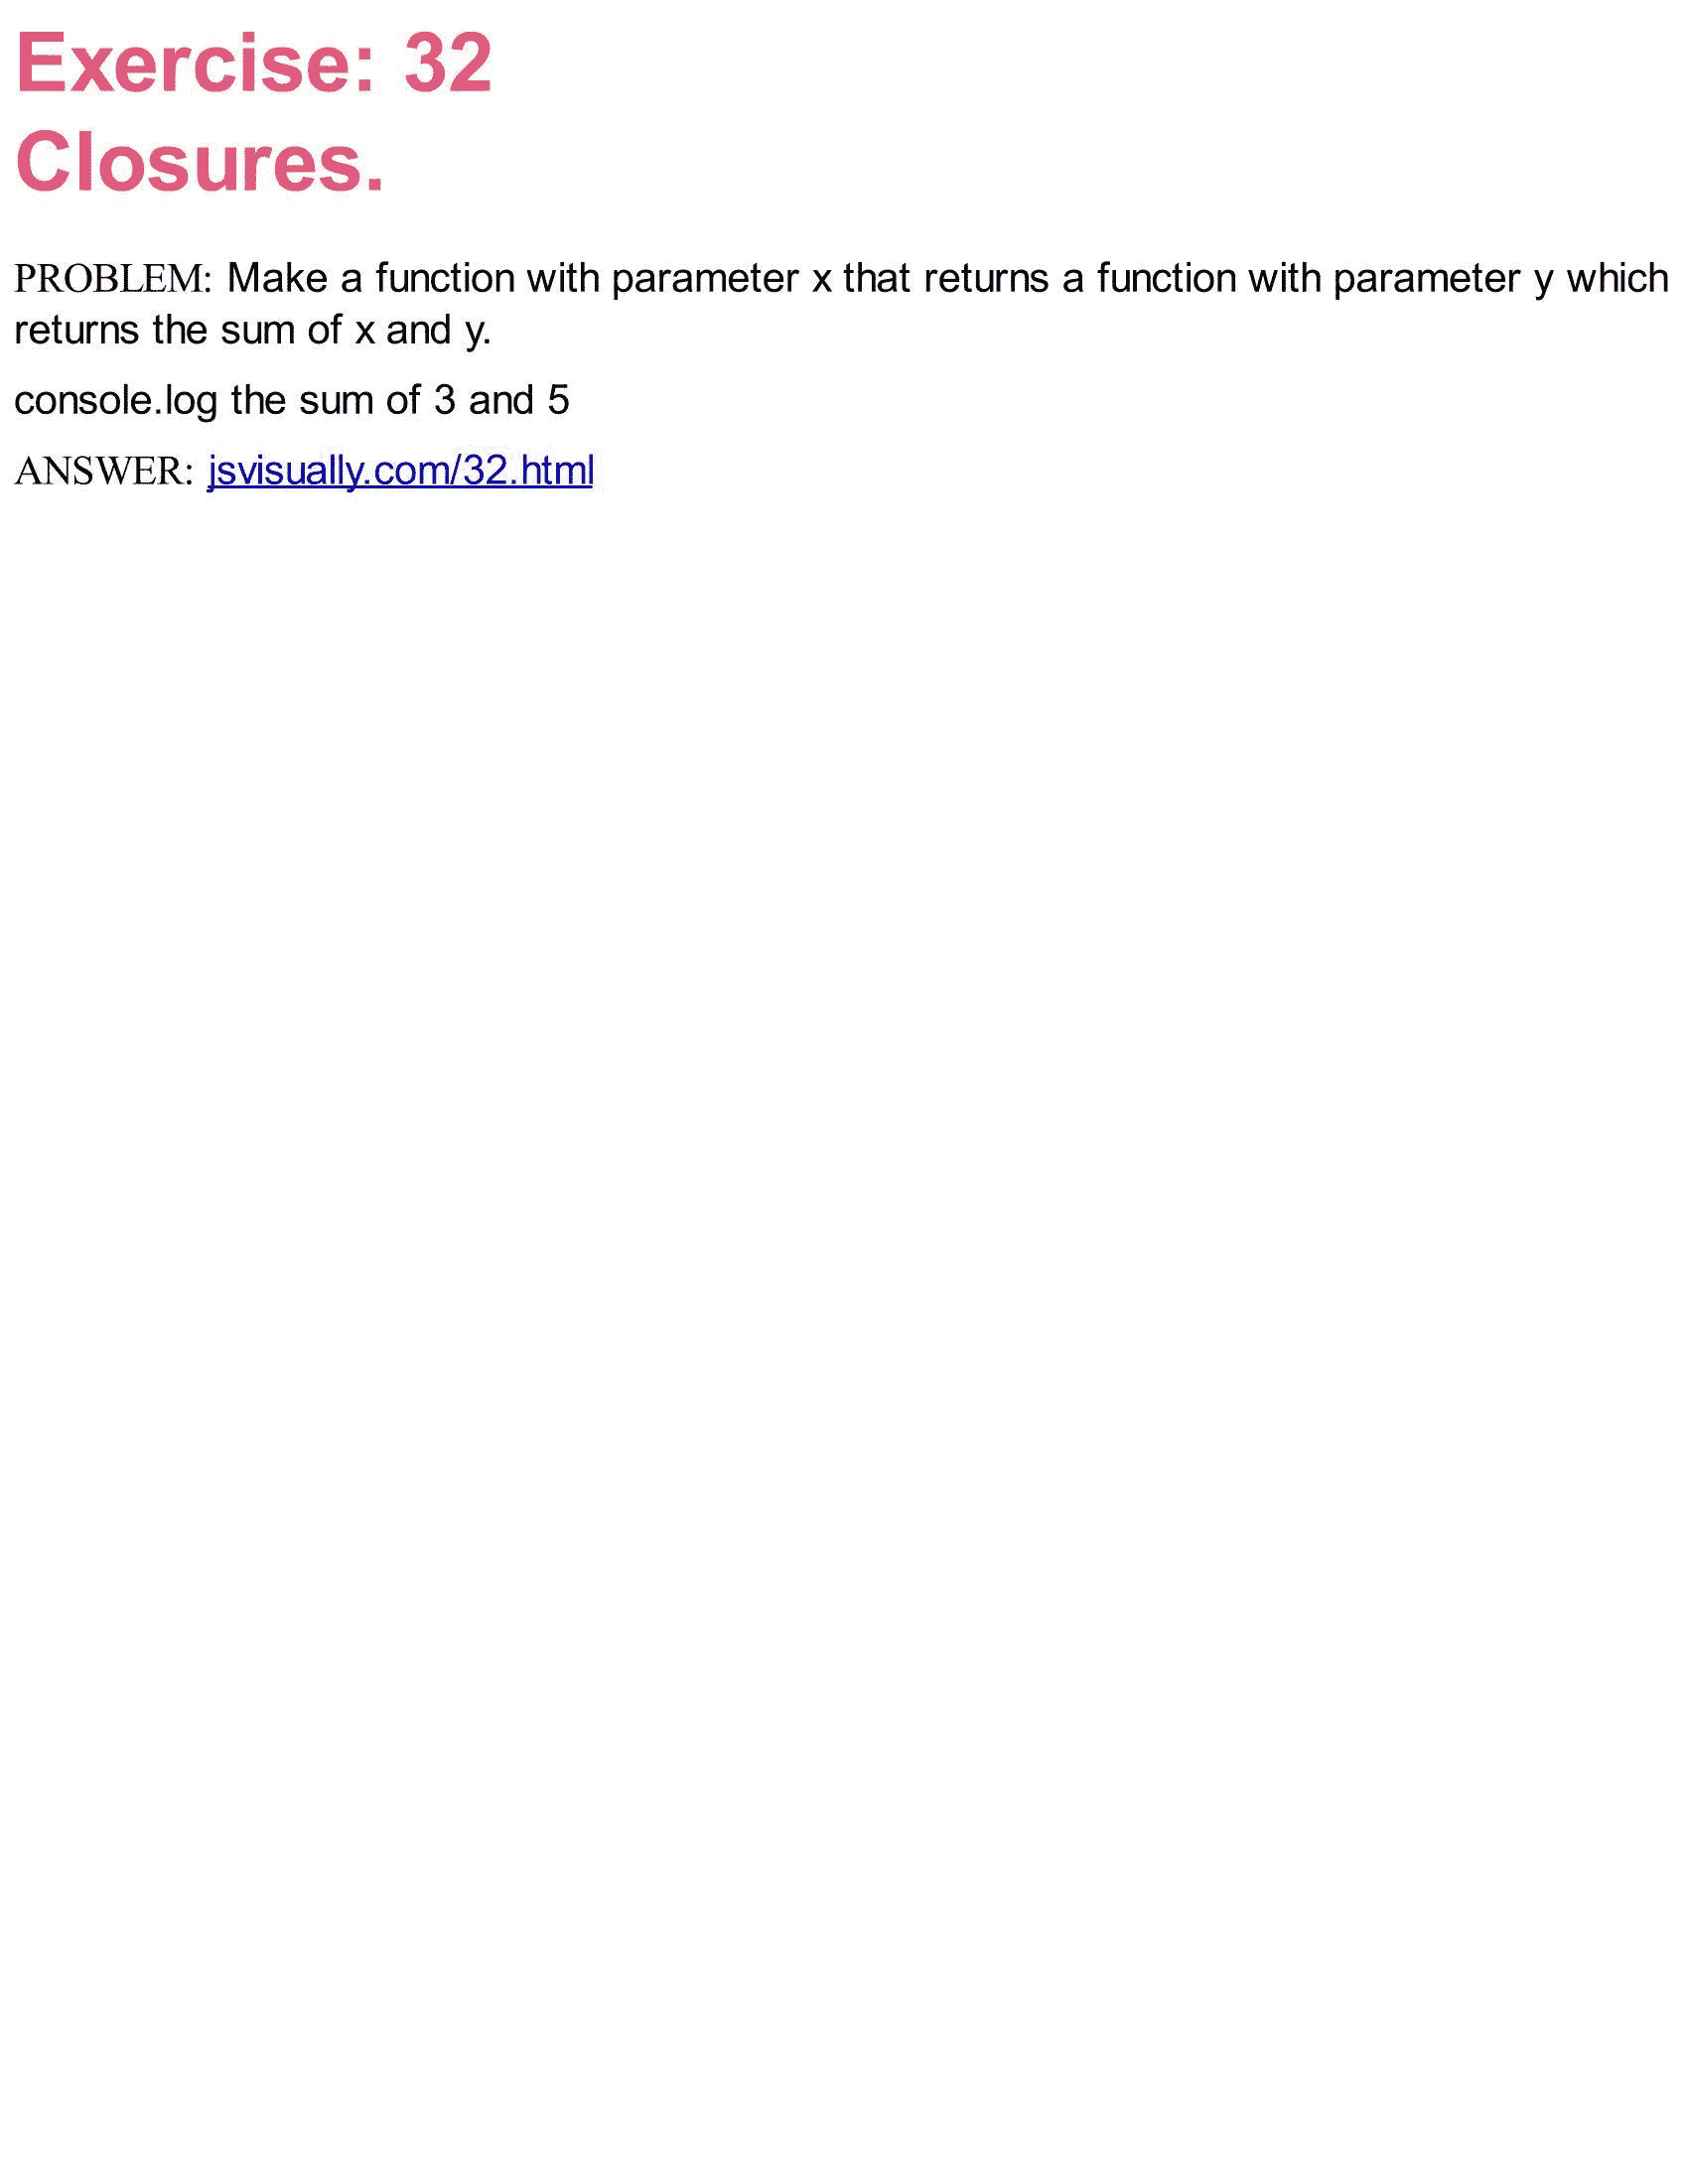 Exercise: 32
Closures.
PROBLEM: Make a function with parameter x that returns a function with parameter y which
returns the sum of x and y.
console.log the sum of 3 and 5
ANSWER: jsvisually.com/32.html